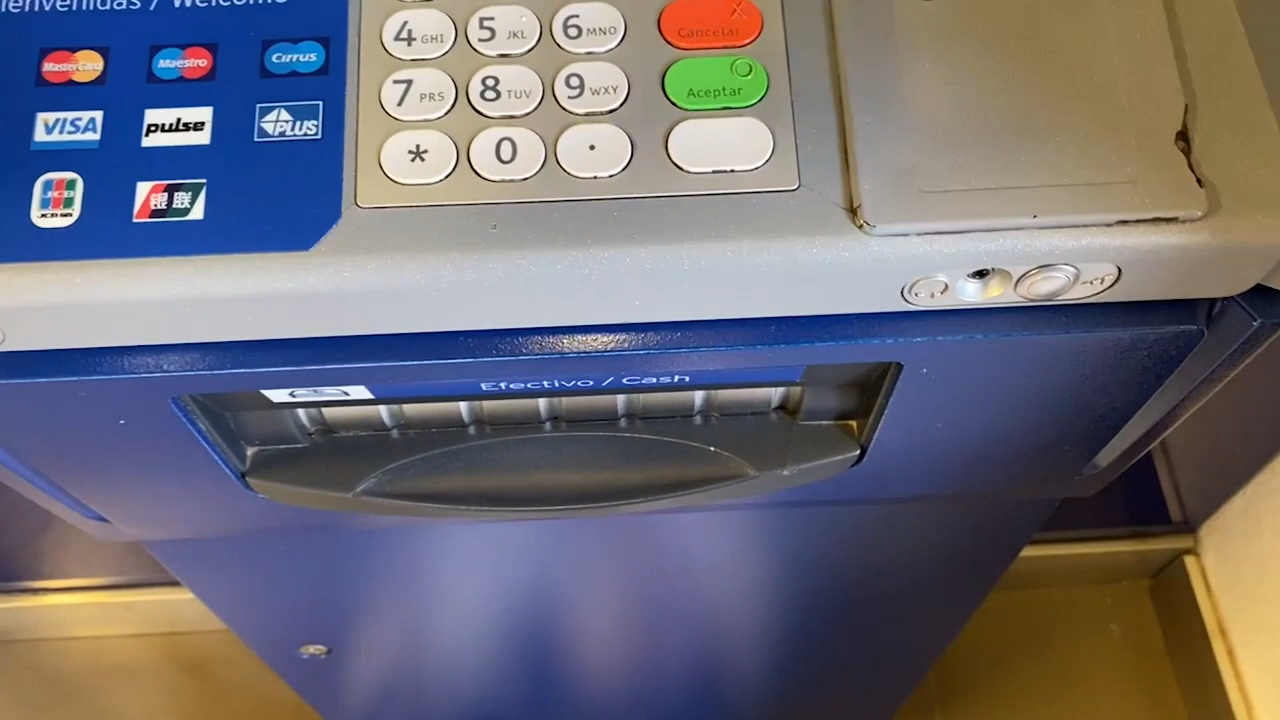 Bienvenidas / Welcome
MasterCard
Maestro
Cirrus
VISA
pulse
PLUS
JCB
银联
4 GHI
5 JKL
6 MNO
Cancelar
7 PRS
8 TUV
9 WXY
Aceptar
*
0
.
Efectivo / Cash